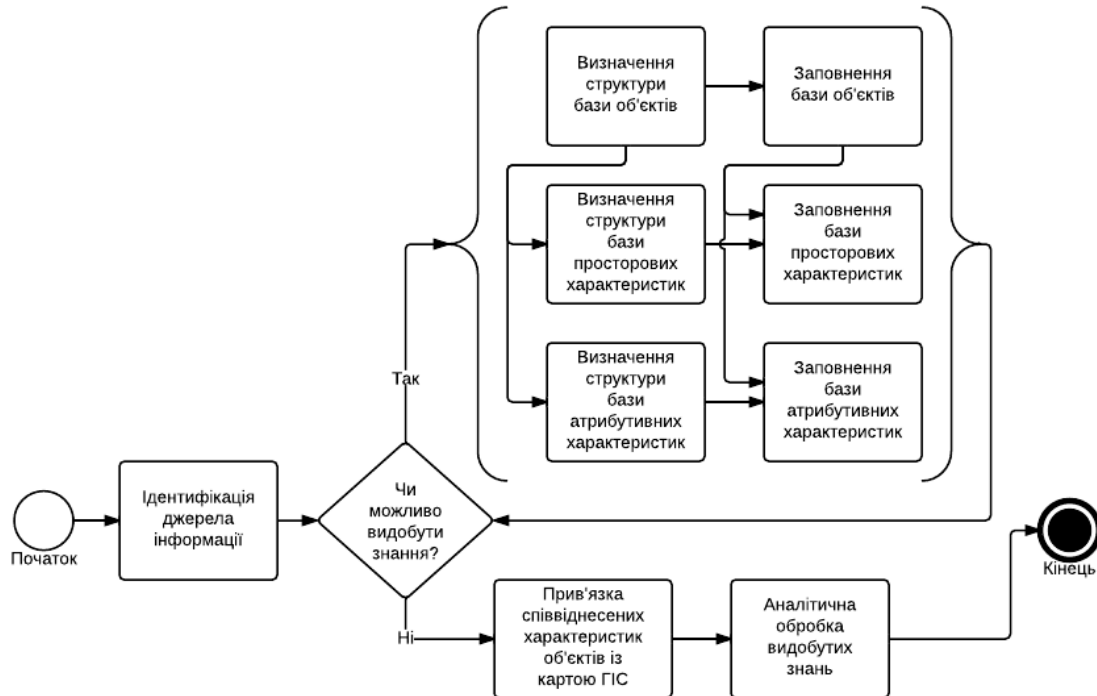 Визначення
структури
бази об'єктів
Заповнення
бази об'єктів
Визначення
структури
бази
просторових
характеристик
Заповнення
бази
просторових
характеристик
Визначення
структури
бази
атрибутивних
характеристик
Заповнення
бази
атрибутивних
характеристик
Так
Початок
Ідентифікація
джерела
інформації
Чи
можливо
видобути
знання?
Ні
Прив'язка
співвіднесених
характеристик
об'єктів із
картою ГІС
Аналітична
обробка
видобутих
знань
Кінець